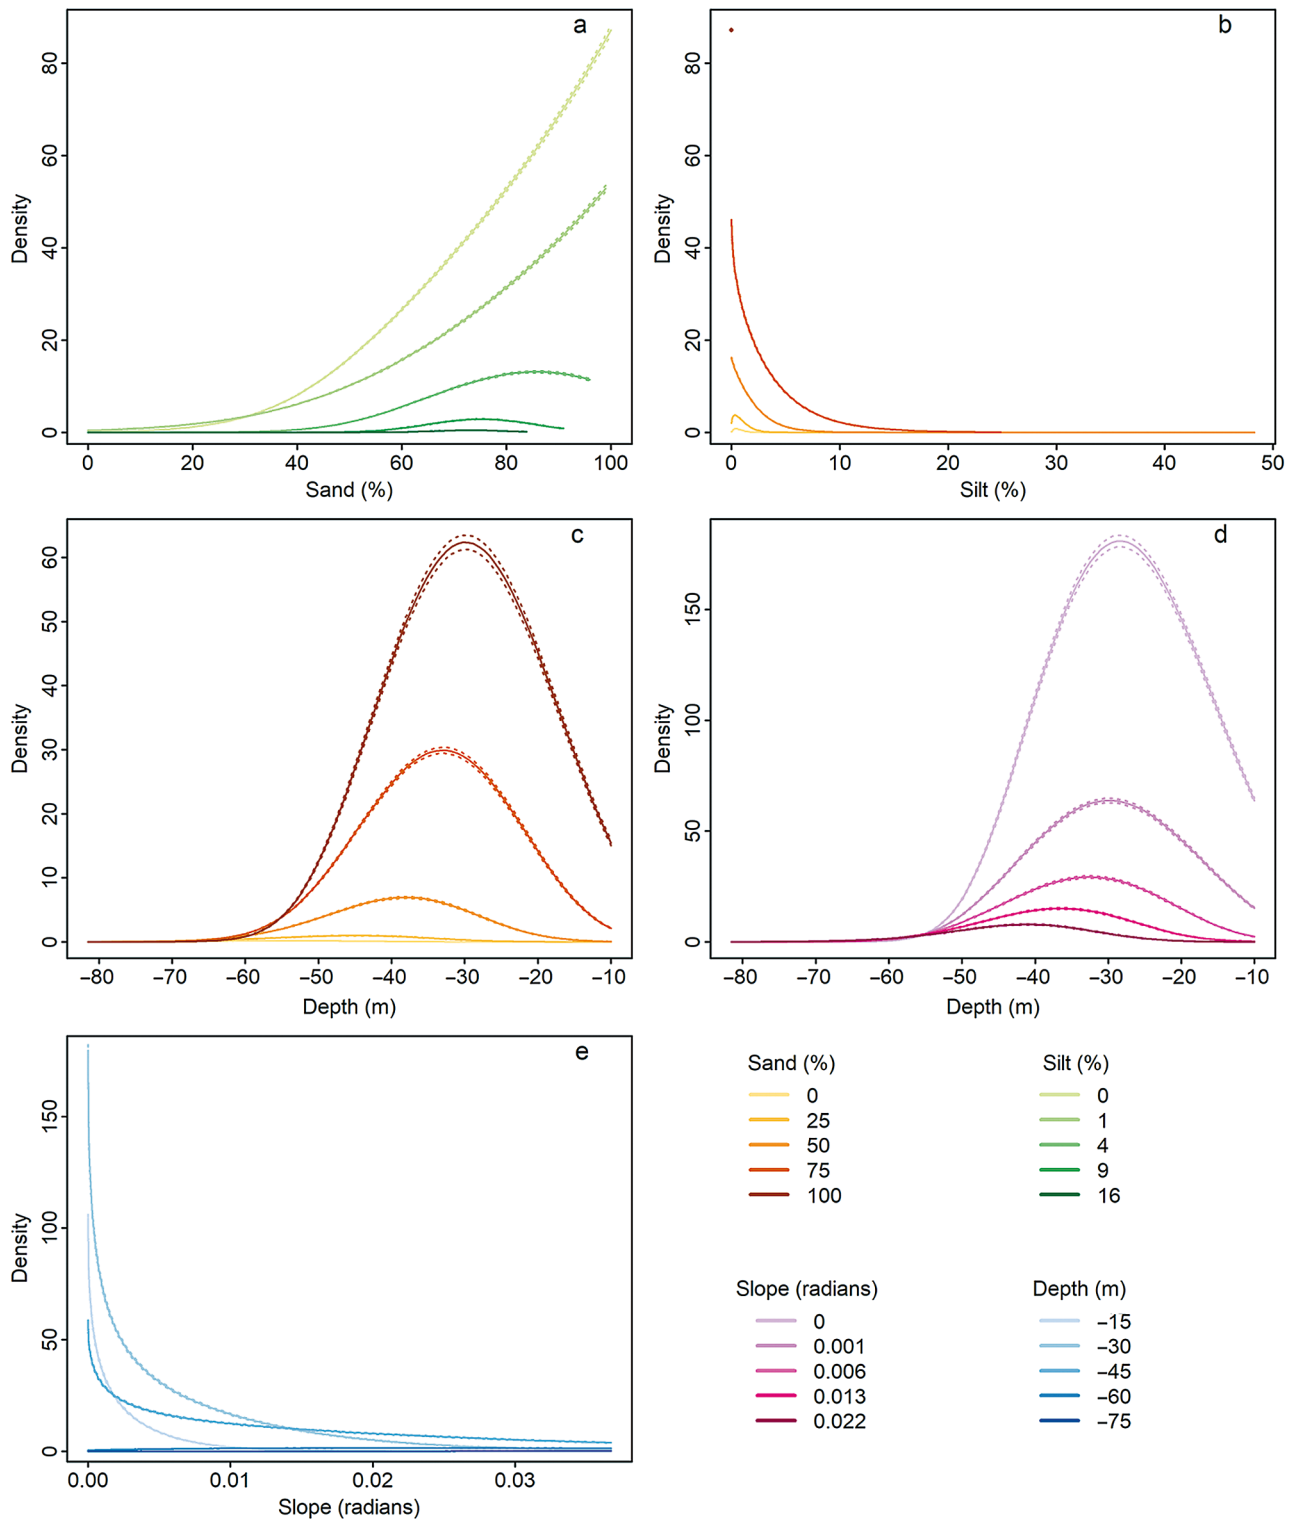 a
80
60
40
20
0
Density
0 20 40 60 80 100
Sand (%)
b
80
60
40
20
0
Density
0 10 20 30 40 50
Silt (%)
c
60
50
40
30
20
10
0
Density
−80 −70 −60 −50 −40 −30 −20 −10
Depth (m)
d
150
100
50
0
Density
−80 −70 −60 −50 −40 −30 −20 −10
Depth (m)
e
150
100
50
0
Density
0.00 0.01 0.02 0.03
Slope (radians)
Sand (%)
0
25
50
75
100
Silt (%)
0
1
4
9
16
Slope (radians)
0
0.001
0.006
0.013
0.022
Depth (m)
−15
−30
−45
−60
−75